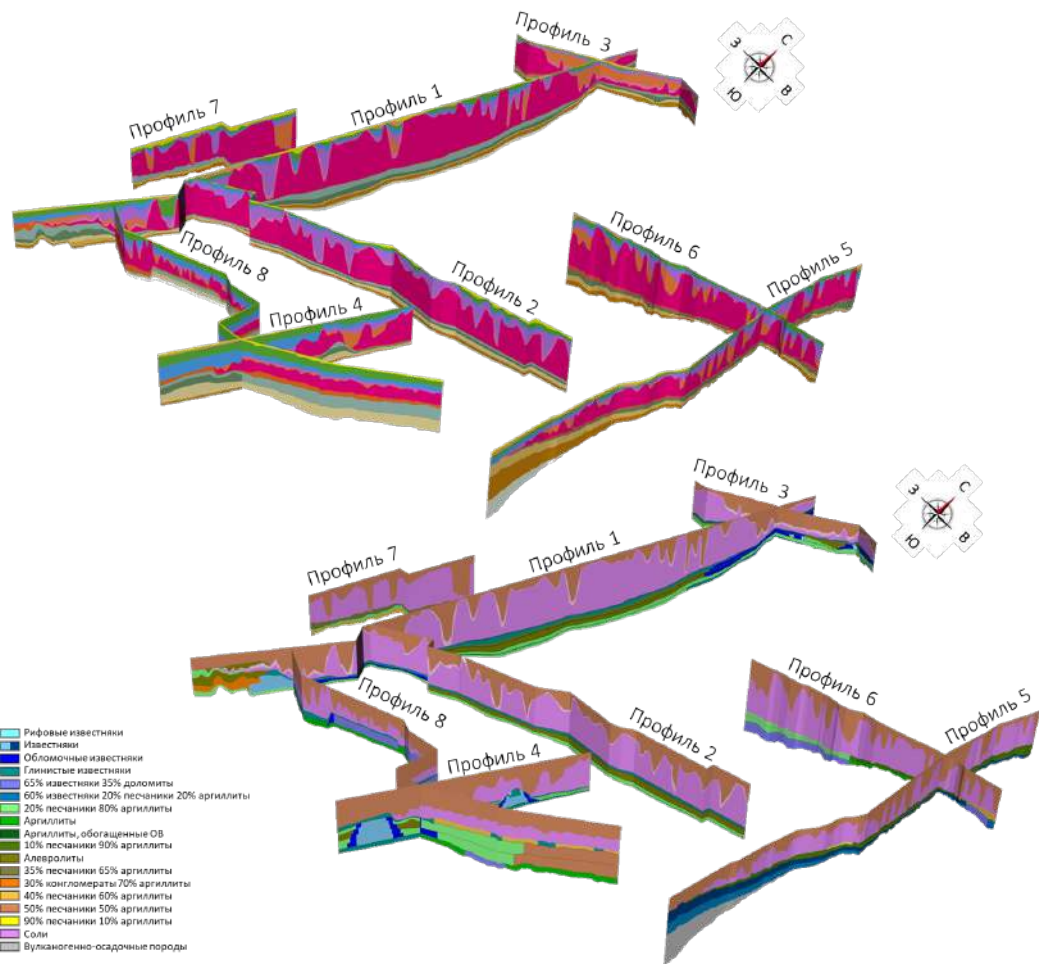 Профиль 3
З
С
Ю
В
Профиль 1
Профиль 7
Профиль 6
Профиль 5
Профиль 8
Профиль 2
Профиль 4
Профиль 3
З
С
Ю
В
Профиль 1
Профиль 7
Профиль 6
Профиль 5
Профиль 8
Профиль 2
Профиль 4
Рифовые известняки
Известняки
Обломочные известняки
Глинистые известняки
65% известняки 35% доломиты
60% известняки 20% песчаники 20% аргиллиты
20% песчаники 80% аргиллиты
Аргиллиты
Аргиллиты, обогащенные ОВ
10% песчаники 90% аргиллиты
Алевролиты
35% песчаники 65% аргиллиты
30% конгломераты 70% аргиллиты
40% песчаники 60% аргиллиты
50% песчаники 50% аргиллиты
90% песчаники 10% аргиллиты
Соли
Вулканогенно-осадочные породы